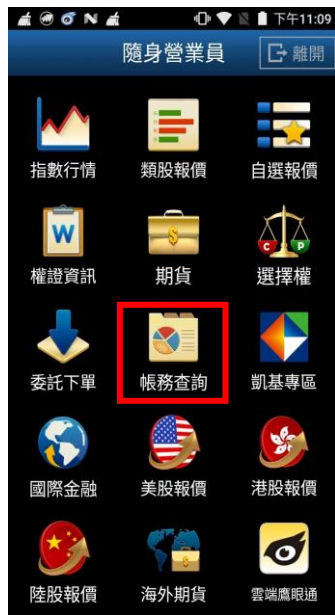 下午11:09
隨身營業員
離開
指數行情 類股報價 自選報價
W $ C P
權證資訊 期貨 選擇權
委託下單 帳務查詢 凱基專區
國際金融 美股報價 港股報價
陸股報價 海外期貨 雲端鷹眼通